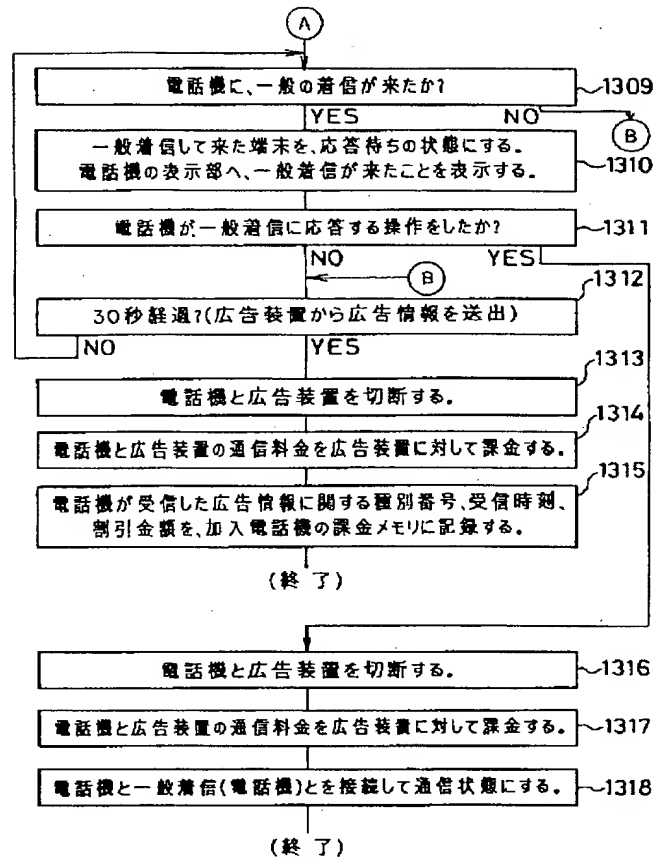 A
電話機に、一般の着信が来たか?
1309
YES
NO
B
一般着信して来た端末を、応答待ちの状態にする。
電話機の表示部へ、一般着信が来たことを表示する。
1310
電話機が一般着信に応答する操作をしたか?
1311
NO
YES
B
1312
30秒経過?(広告装置から広告情報を送出)
NO
YES
1313
電話機と広告装置を切断する。
1314
電話機と広告装置の通信料金を広告装置に対して課金する。
1315
電話機が受信した広告情報に関する種別番号、受信時刻、
割引金額を、加入電話機の課金メモリに記録する。
(終了)
電話機と広告装置を切断する。
1316
電話機と広告装置の通信料金を広告装置に対して課金する。
1317
電話機と一般着信(電話機)とを接続して通信状態にする。
1318
(終了)